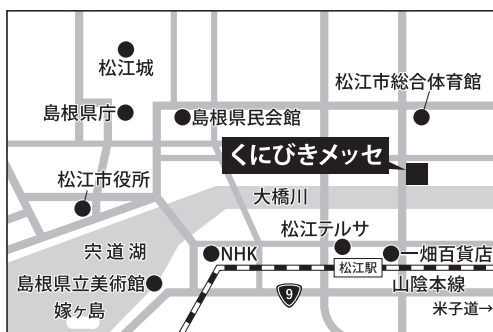 松江城
松江市総合体育館
島根県庁
島根県民会館
くにびきメッセ
松江市役所
大橋川
松江テルサ
宍道湖
NHK
一畑百貨店
松江駅
島根県立美術館
山陰本線
9
嫁ヶ島
米子道→